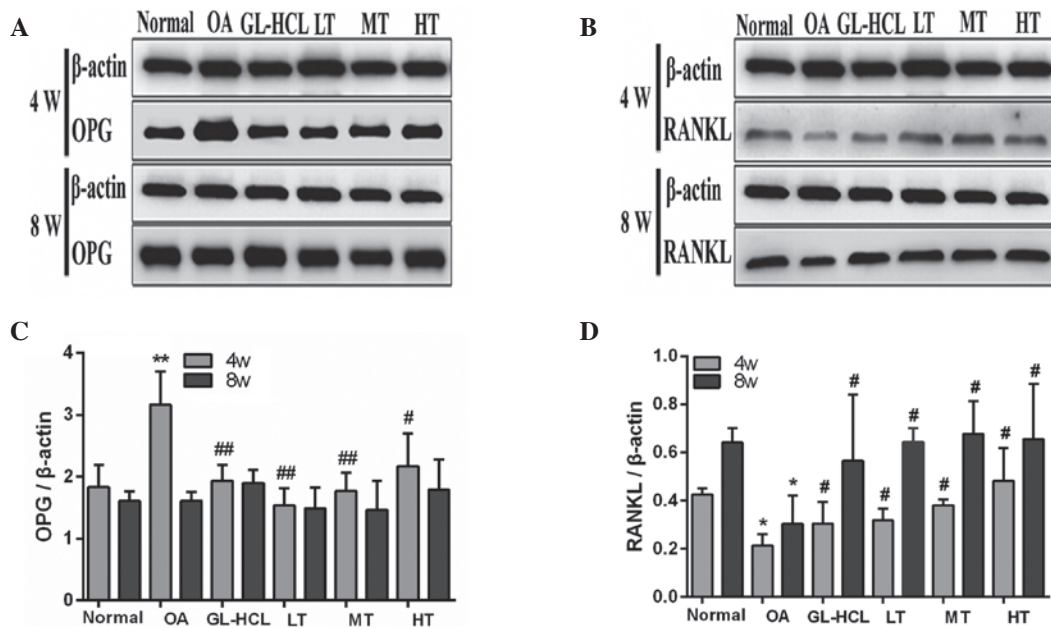 A
Normal OA GL-HCL LT MT HT
4 W
β-actin
OPG
8 W
β-actin
OPG
B
Normal OA GL-HCL LT MT HT
4 W
β-actin
RANKL
8 W
β-actin
RANKL
C
OPG / β-actin
4
3
2
1
0
4w
8w
** ## ## ## #
Normal OA GL-HCL LT MT HT
D
RANKL / β-actin
1.0
0.8
0.6
0.4
0.2
0.0
4w
8w
* * # # # # # # # #
Normal OA GL-HCL LT MT HT